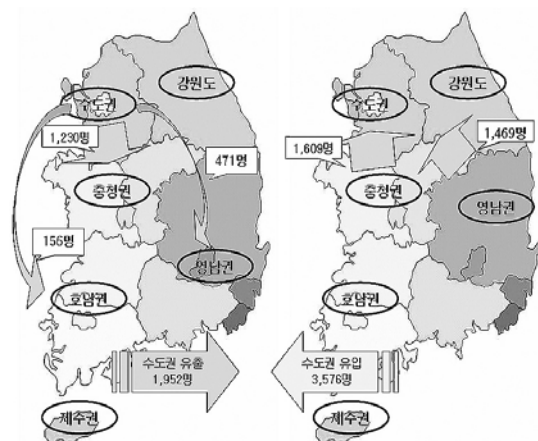 강원도
수도권
1,230명
471명
충청권
156명
영남권
호남권
수도권 유출
1,952명
제주권
강원도
수도권
1,469명
1,609명
충청권
영남권
호남권
수도권 유입
3,576명
제주권